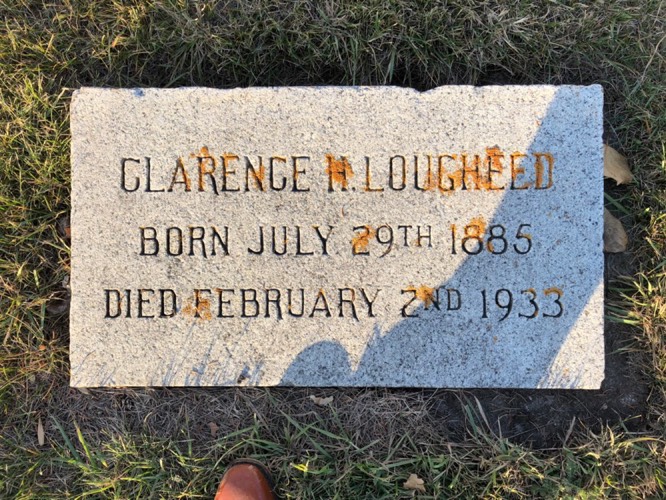 CLARENCE H. LOUGHEED
BORN JULY 29TH 1885
DIED FEBRUARY 2ND 1933